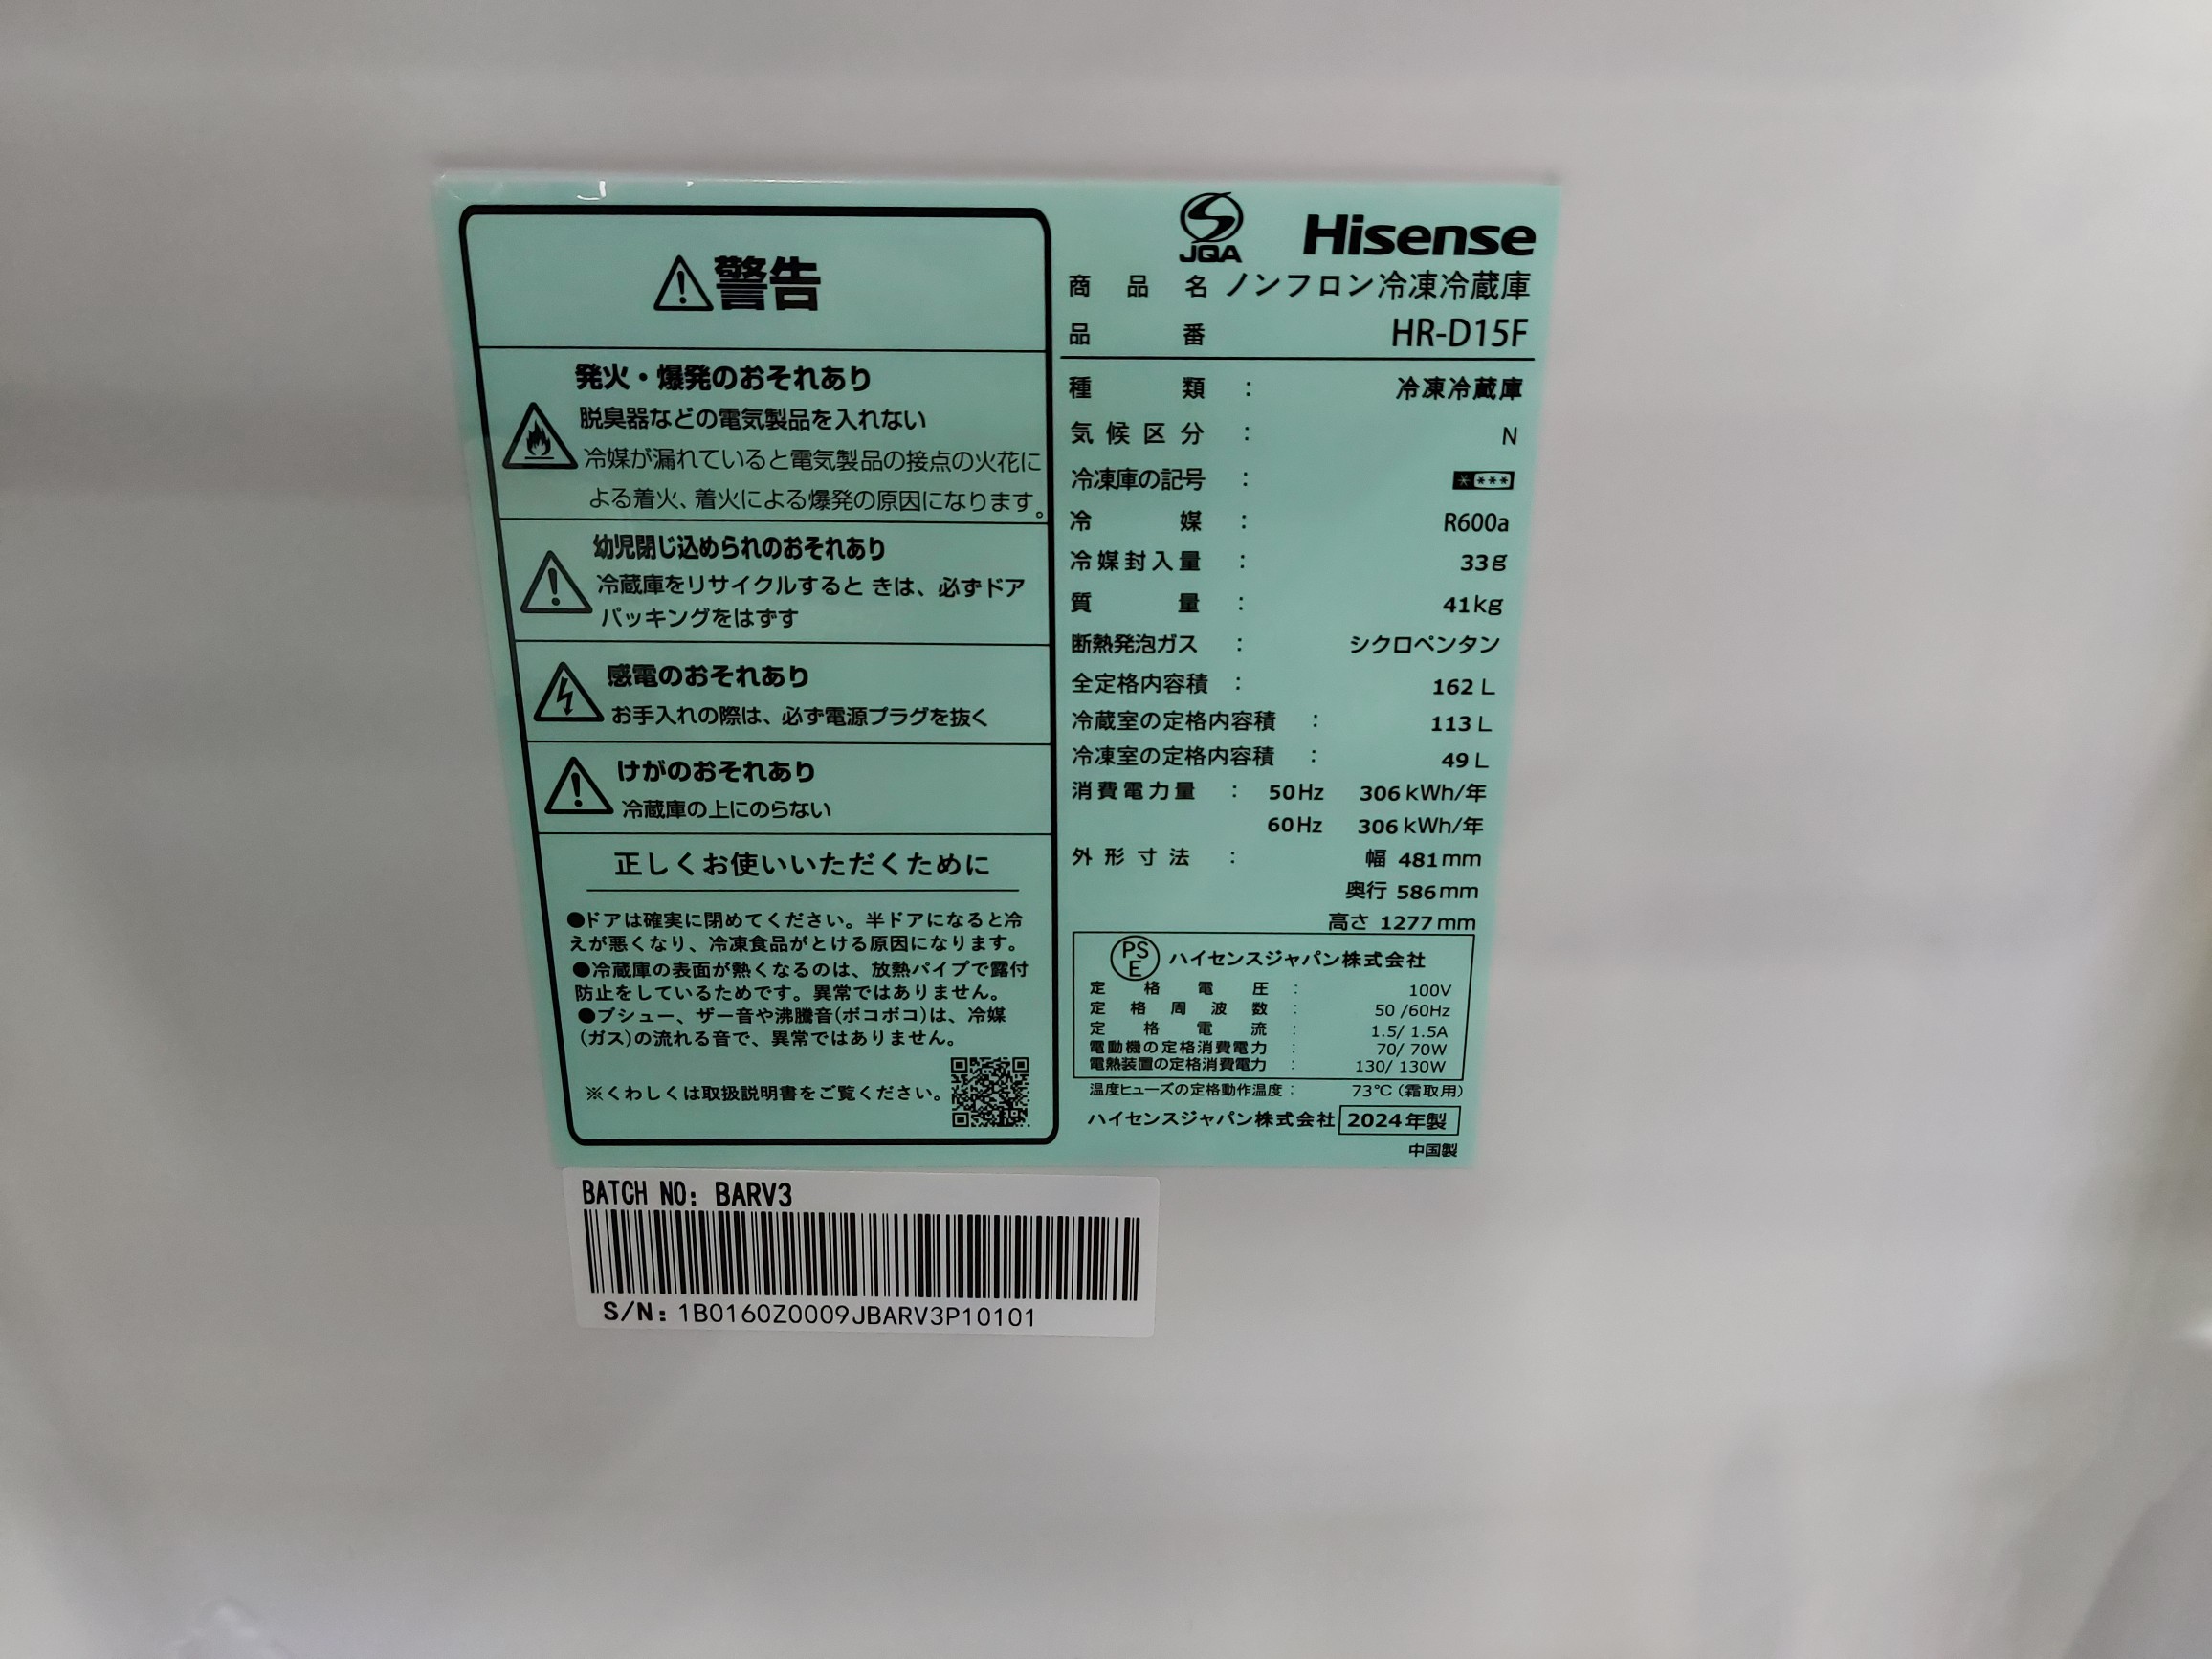 ⚠警告
発火・爆発のおそれあり
脱臭器などの電気製品を入れない
冷媒が漏れていると電気製品の接点の火花に
よる着火、着火による爆発の原因になります。
幼児閉じ込められのおそれあり
冷蔵庫をリサイクルすると きは、必ずドア
パッキングをはずす
感電のおそれあり
お手入れの際は、必ず電源プラグを抜く
けがのおそれあり
冷蔵庫の上にのらない
正しくお使いいただくために
●ドアは確実に閉めてください。半ドアになると冷
えが悪くなり、冷凍食品がとける原因になります。
●冷蔵庫の表面が熱くなるのは、放熱パイプで露付
防止をしているためです。異常ではありません。
●プシュー、ザー音や沸騰音(ポコポコ)は、冷媒
(ガス)の流れる音で、異常ではありません。
※くわしくは取扱説明書をご覧ください。
JQA
Hisense
商品名 ノンフロン冷凍冷蔵庫
品番 HR-D15F
種類 : 冷凍冷蔵庫
気候区分 : N
冷凍庫の記号 : * ***
冷媒 : R600a
冷媒封入量 : 33g
質量 : 41kg
断熱発泡ガス : シクロペンタン
全定格内容積 : 162 L
冷蔵室の定格内容積 : 113 L
冷凍室の定格内容積 : 49 L
消費電力量 : 50Hz 306 kWh/年
60Hz 306 kWh/年
外形寸法 : 幅 481mm
奥行 586mm
高さ 1277mm
PSE ハイセンスジャパン株式会社
定格電圧 : 100V
定格周波数 : 50 /60Hz
定格電流 : 1.5/ 1.5A
電動機の定格消費電力 : 70/ 70W
電熱装置の定格消費電力 : 130/ 130W
温度ヒューズの定格動作温度 : 73℃ (霜取用)
ハイセンスジャパン株式会社 2024年製
中国製
BATCH NO: BARV3
S/N: 1B0160Z0009JBARV3P10101